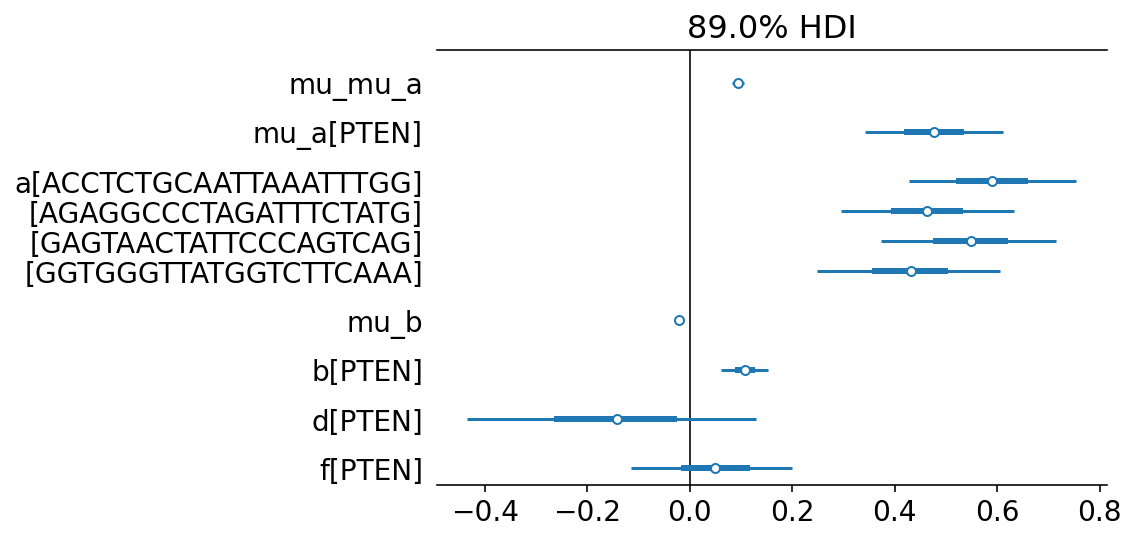 89.0% HDI
mu_mu_a
mu_a[PTEN]
a[ACCTCTGCAATTAAATTTGG]
[AGAGGCCCTAGATTTCTATG]
[GAGTAACTATTCCCAGTCAG]
[GGTGGGTTATGGTCTTCAAA]
mu_b
b[PTEN]
d[PTEN]
f[PTEN]
−0.4 −0.2 0.0 0.2 0.4 0.6 0.8